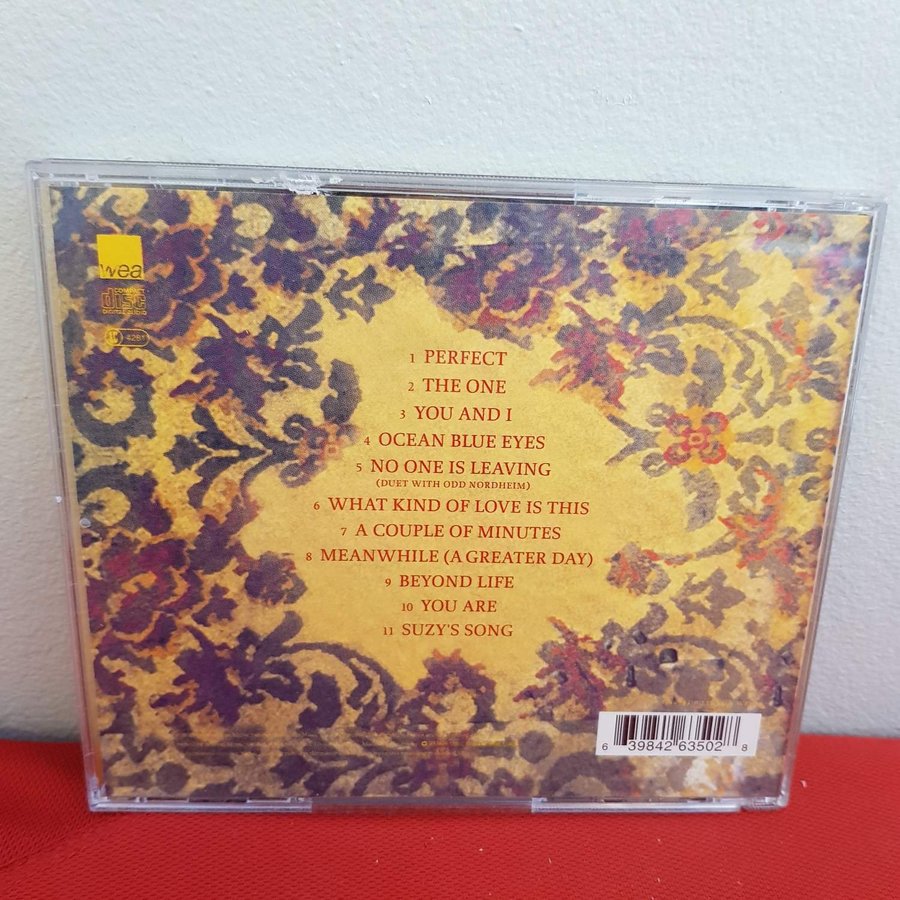 wea
COMPACT
disc
DIGITAL AUDIO
LC 4281
1 PERFECT
2 THE ONE
3 YOU AND I
4 OCEAN BLUE EYES
5 NO ONE IS LEAVING
(DUET WITH ODD NORDHEIM)
6 WHAT KIND OF LOVE IS THIS
7 A COUPLE OF MINUTES
8 MEANWHILE (A GREATER DAY)
9 BEYOND LIFE
10 YOU ARE
11 SUZY'S SONG
6 39842 63502 8